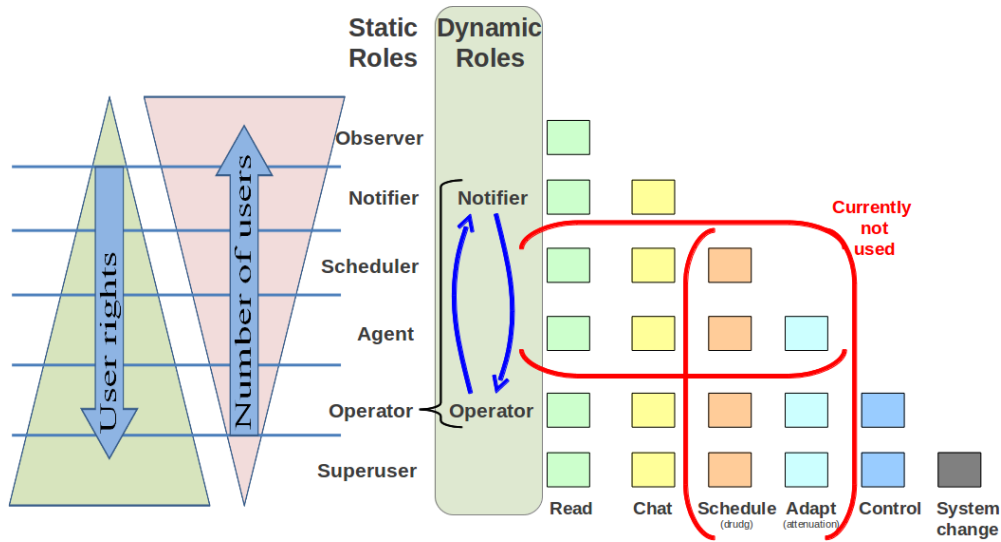 Static
Roles
Dynamic
Roles
Observer
Notifier
Notifier
Currently
not
used
Scheduler
Agent
Operator
Operator
Superuser
User rights
Number of users
Read
Chat
Schedule
(drudg)
Adapt
(attenuation)
Control
System
change